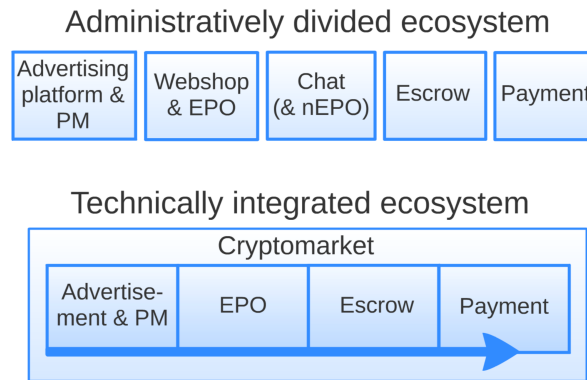 Administratively divided ecosystem
Advertising
platform &
PM
Webshop
& EPO
Chat
(& nEPO)
Escrow
Payment
Technically integrated ecosystem
Cryptomarket
Advertise-
ment & PM
EPO
Escrow
Payment